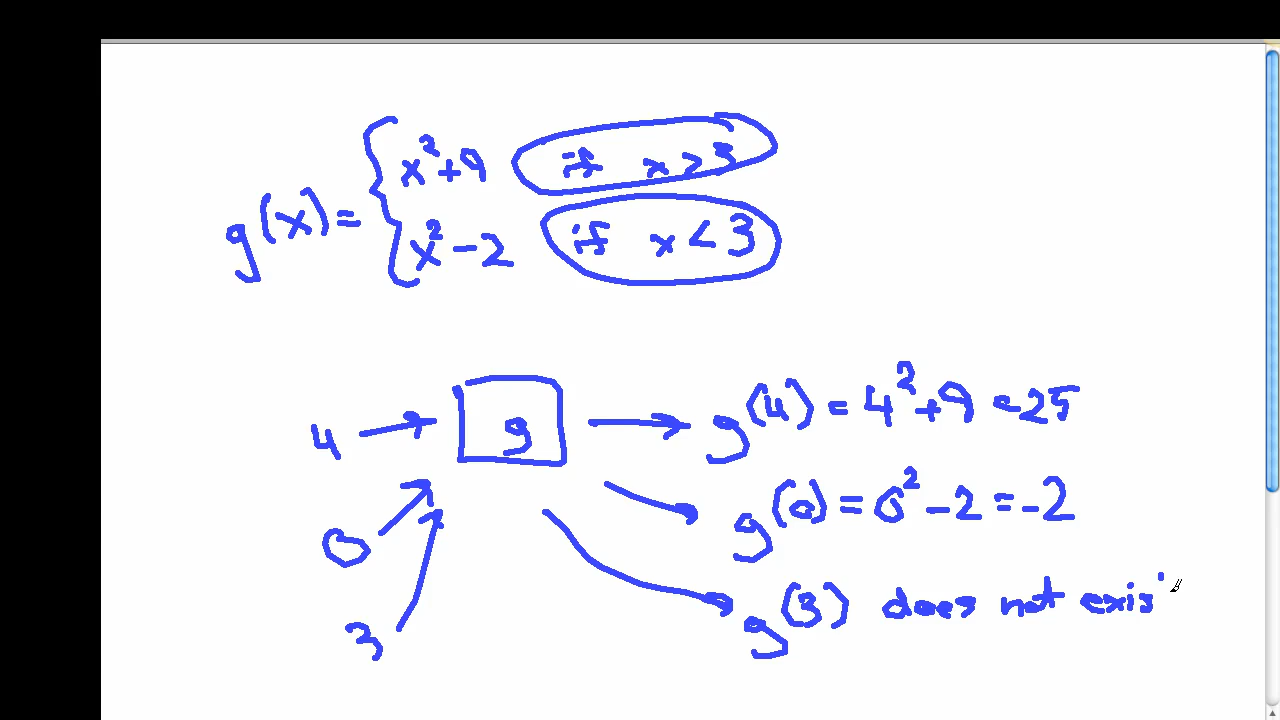 g(x) = { x² + 9 if x > 3
x² - 2 if x < 3
4 → g → g(4) = 4² + 9 = 25
0 g(0) = 0² - 2 = -2
3 g(3) does not exis